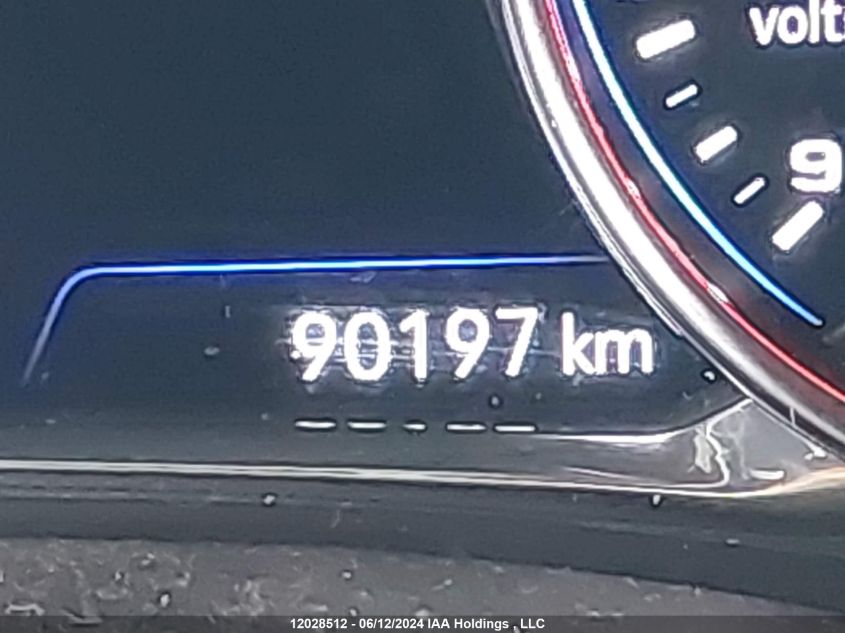 volt
9
90197 km
12028512 - 06/12/2024 IAA Holdings , LLC